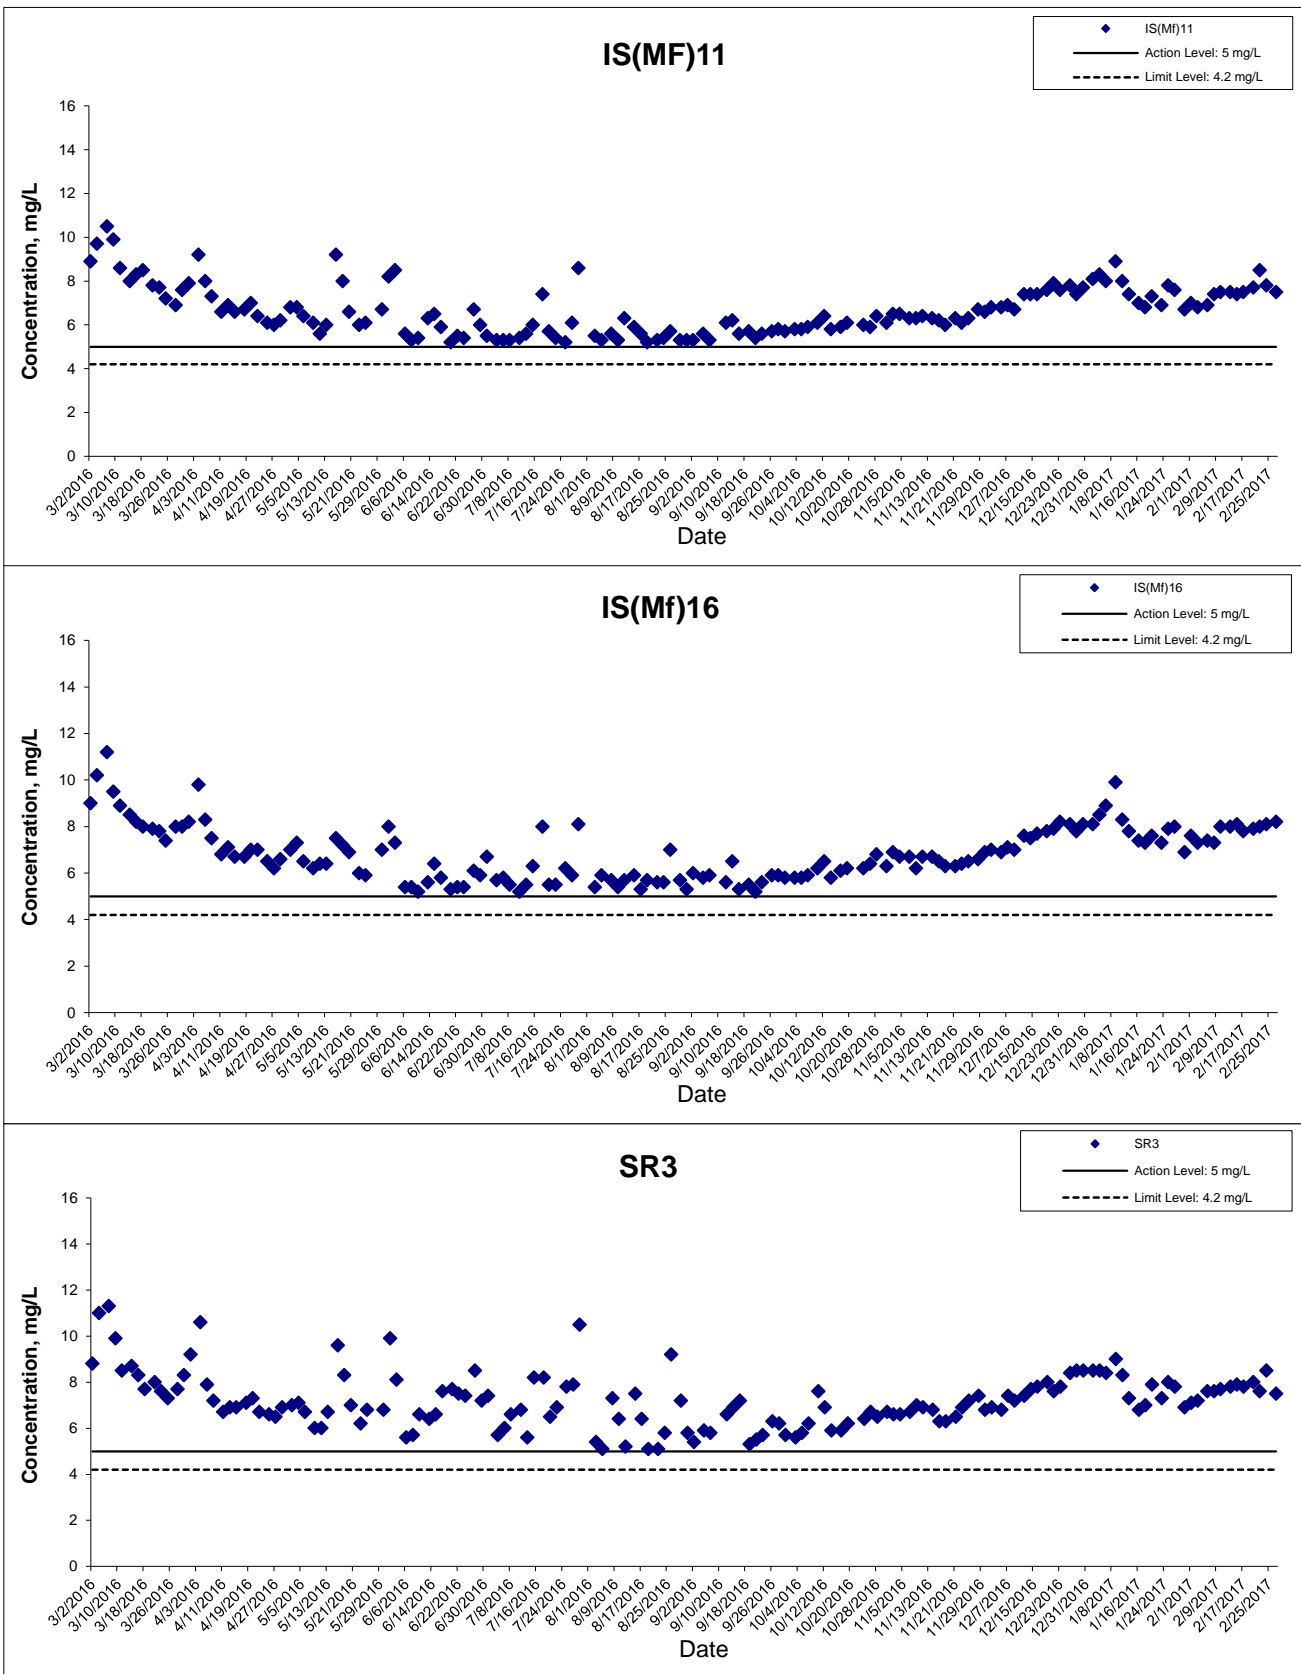 IS(MF)11
IS(Mf)11
Action Level: 5 mg/L
Limit Level: 4.2 mg/L
Concentration, mg/L
16
14
12
10
8
6
4
2
0
3/2/2016 3/10/2016 3/18/2016 3/26/2016 4/3/2016 4/11/2016 4/19/2016 4/27/2016 5/5/2016 5/13/2016 5/21/2016 5/29/2016 6/6/2016 6/14/2016 6/22/2016 6/30/2016 7/8/2016 7/16/2016 7/24/2016 8/1/2016 8/9/2016 8/17/2016 8/25/2016 9/2/2016 9/10/2016 9/18/2016 9/26/2016 10/4/2016 10/12/2016 10/20/2016 10/28/2016 11/5/2016 11/13/2016 11/21/2016 11/29/2016 12/7/2016 12/15/2016 12/23/2016 12/31/2016 1/8/2017 1/16/2017 1/24/2017 2/1/2017 2/9/2017 2/17/2017 2/25/2017
Date
IS(Mf)16
IS(Mf)16
Action Level: 5 mg/L
Limit Level: 4.2 mg/L
Concentration, mg/L
16
14
12
10
8
6
4
2
0
3/2/2016 3/10/2016 3/18/2016 3/26/2016 4/3/2016 4/11/2016 4/19/2016 4/27/2016 5/5/2016 5/13/2016 5/21/2016 5/29/2016 6/6/2016 6/14/2016 6/22/2016 6/30/2016 7/8/2016 7/16/2016 7/24/2016 8/1/2016 8/9/2016 8/17/2016 8/25/2016 9/2/2016 9/10/2016 9/18/2016 9/26/2016 10/4/2016 10/12/2016 10/20/2016 10/28/2016 11/5/2016 11/13/2016 11/21/2016 11/29/2016 12/7/2016 12/15/2016 12/23/2016 12/31/2016 1/8/2017 1/16/2017 1/24/2017 2/1/2017 2/9/2017 2/17/2017 2/25/2017
Date
SR3
SR3
Action Level: 5 mg/L
Limit Level: 4.2 mg/L
Concentration, mg/L
16
14
12
10
8
6
4
2
0
3/2/2016 3/10/2016 3/18/2016 3/26/2016 4/3/2016 4/11/2016 4/19/2016 4/27/2016 5/5/2016 5/13/2016 5/21/2016 5/29/2016 6/6/2016 6/14/2016 6/22/2016 6/30/2016 7/8/2016 7/16/2016 7/24/2016 8/1/2016 8/9/2016 8/17/2016 8/25/2016 9/2/2016 9/10/2016 9/18/2016 9/26/2016 10/4/2016 10/12/2016 10/20/2016 10/28/2016 11/5/2016 11/13/2016 11/21/2016 11/29/2016 12/7/2016 12/15/2016 12/23/2016 12/31/2016 1/8/2017 1/16/2017 1/24/2017 2/1/2017 2/9/2017 2/17/2017 2/25/2017
Date